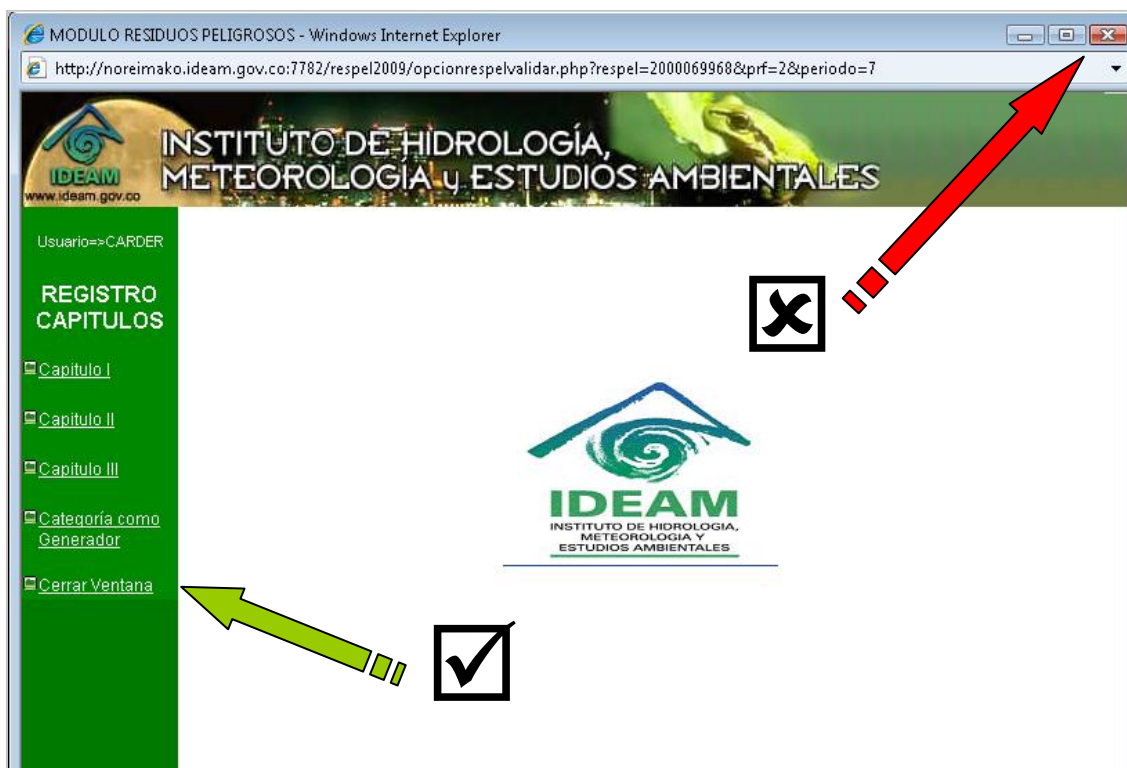 MODULO RESIDUOS PELIGROSOS - Windows Internet Explorer
http://noreimako.ideam.gov.co:7782/respel2009/opcionrespelvalidar.php?respel=2000069968&prf=2&periodo=7
INSTITUTO DE HIDROLOGÍA,
METEOROLOGÍA y ESTUDIOS AMBIENTALES
IDEAM
www.ideam.gov.co
Usuario=>CARDER
REGISTRO
CAPITULOS
Capitulo I
Capitulo II
Capitulo III
Categoría como
Generador
Cerrar Ventana
IDEAM
INSTITUTO DE HIDROLOGIA,
METEOROLOGIA Y
ESTUDIOS AMBIENTALES